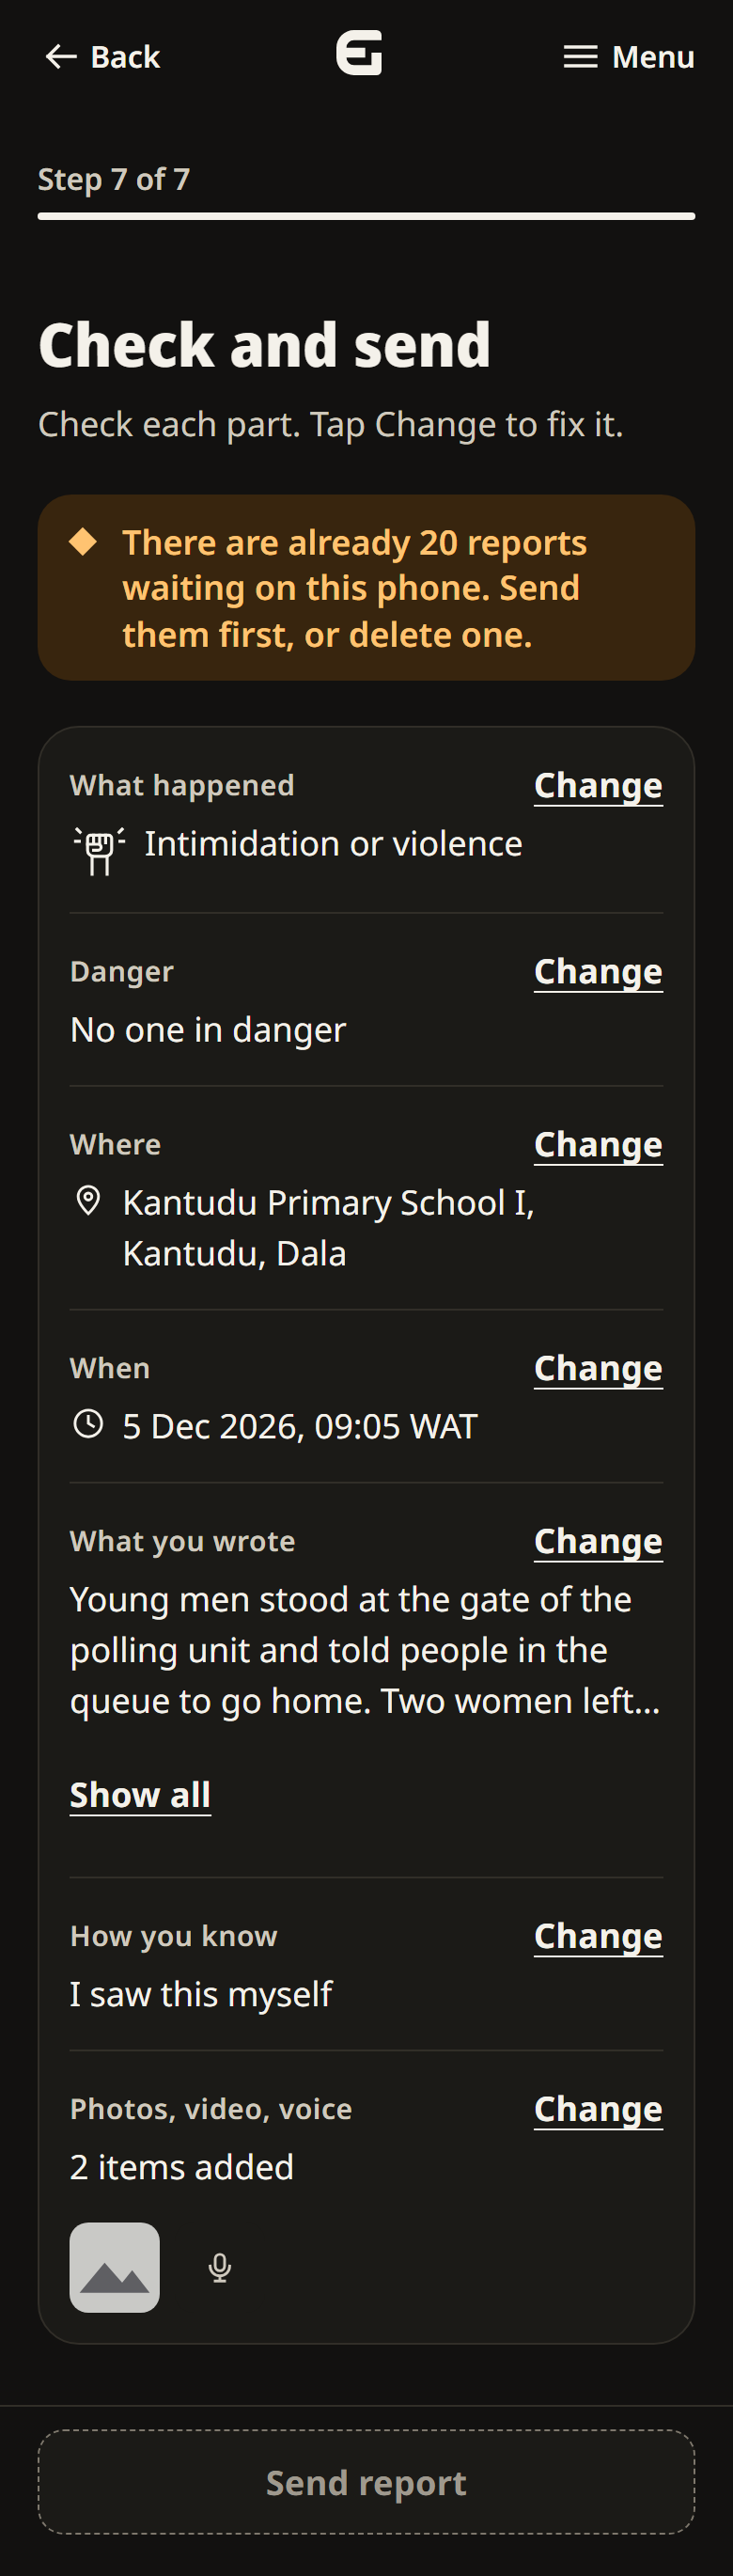 Back
Menu
Step 7 of 7
Check and send
Check each part. Tap Change to fix it.
There are already 20 reports
waiting on this phone. Send
them first, or delete one.
What happened
Change
Intimidation or violence
Danger
Change
No one in danger
Where
Change
Kantudu Primary School I,
Kantudu, Dala
When
Change
5 Dec 2026, 09:05 WAT
What you wrote
Change
Young men stood at the gate of the
polling unit and told people in the
queue to go home. Two women left...
Show all
How you know
Change
I saw this myself
Photos, video, voice
Change
2 items added
Send report